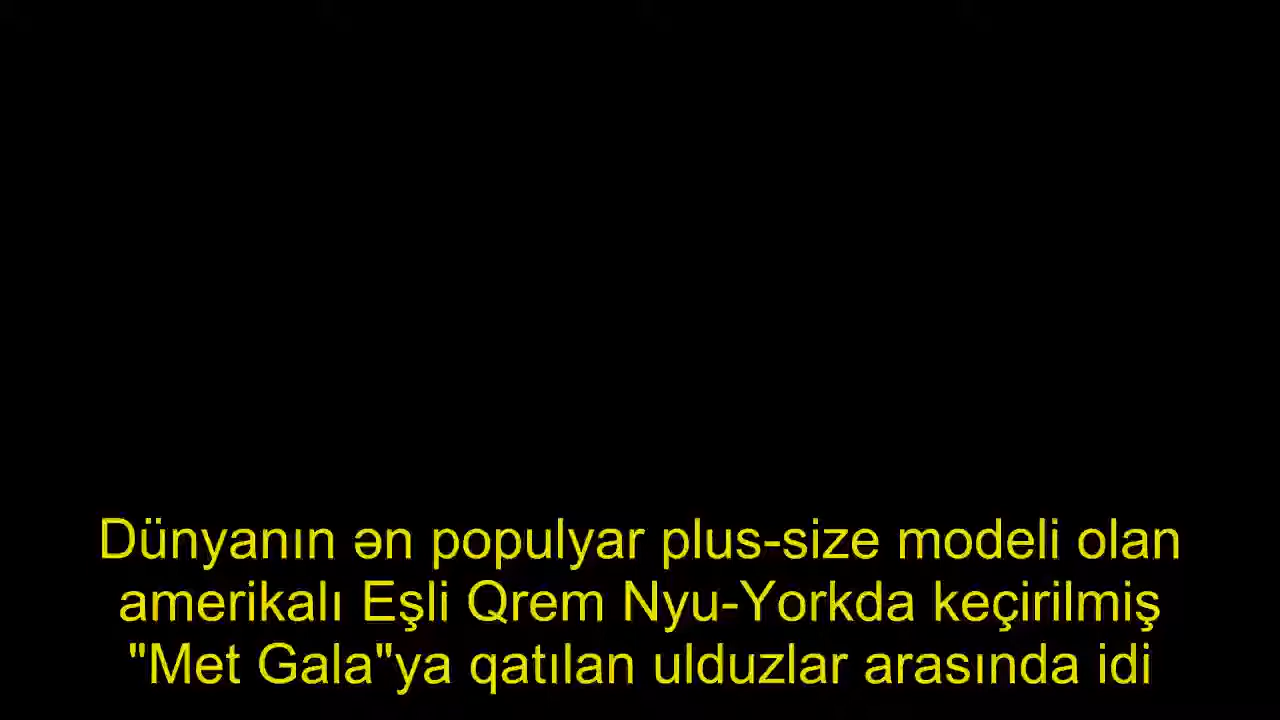 Dünyanın ən populyar plus-size modeli olan
amerikalı Eşli Qrem Nyu-Yorkda keçirilmiş
"Met Gala"ya qatılan ulduzlar arasında idi